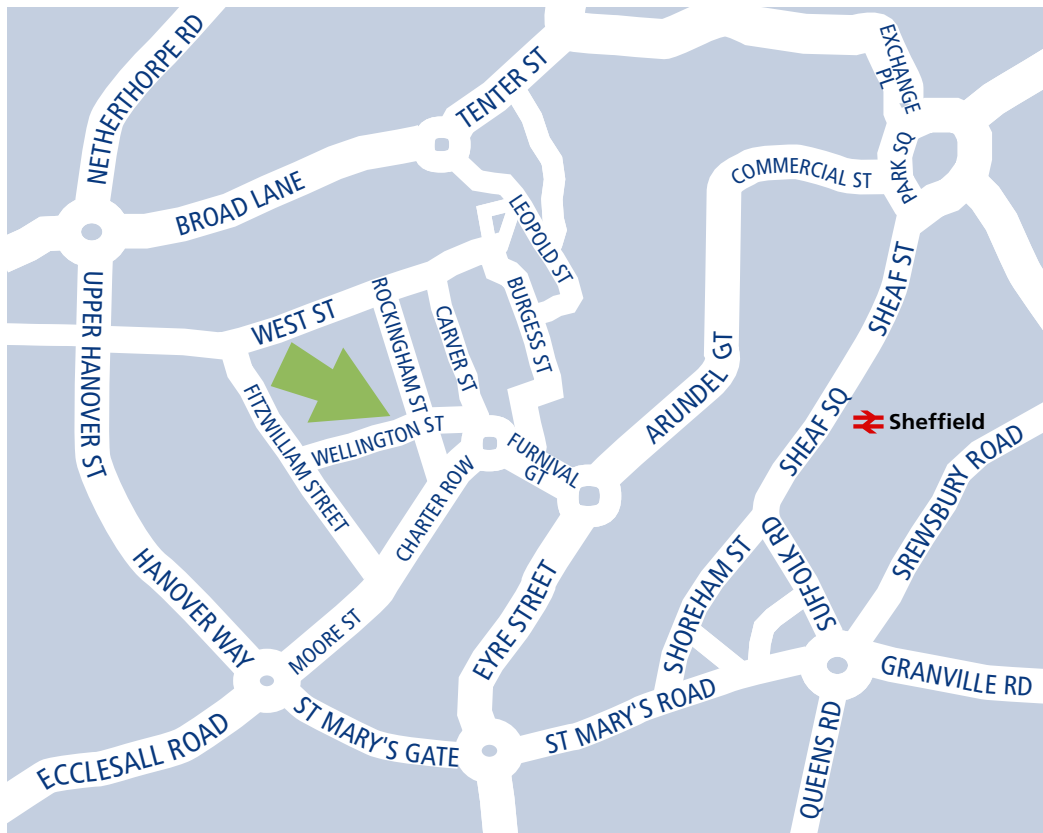 NETHERTHORPE RD
TENTER ST
EXCHANGE
PL
PARK SQ
COMMERCIAL ST
BROAD LANE
LEOPOLD ST
SHEAF ST
UPPER HANOVER ST
WEST ST
ROCKINGHAM ST
CARVER ST
BURGESS ST
ARUNDEL GT
FITZWILLIAM STREET
WELLINGTON ST
FURNIVAL
GT
SHEAF SQ
Sheffield
SREWSBURY ROAD
CHARTER ROW
HANOVER WAY
MOORE ST
EYRE STREET
SHOREHAM ST
SUFFOLK RD
GRANVILLE RD
ECCLESALL ROAD
ST MARY'S GATE
ST MARY'S ROAD
QUEENS RD